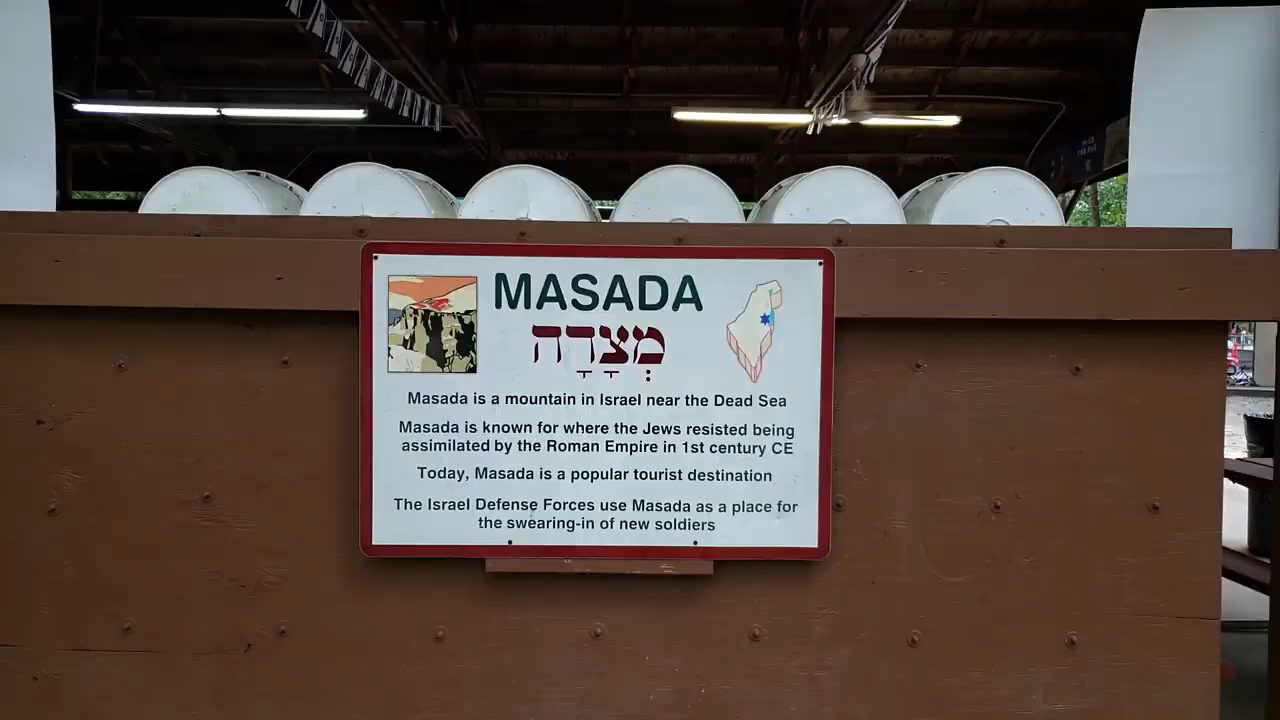 MASADA
מְצָדָה
Masada is a mountain in Israel near the Dead Sea
Masada is known for where the Jews resisted being
assimilated by the Roman Empire in 1st century CE
Today, Masada is a popular tourist destination
The Israel Defense Forces use Masada as a place for
the swearing-in of new soldiers